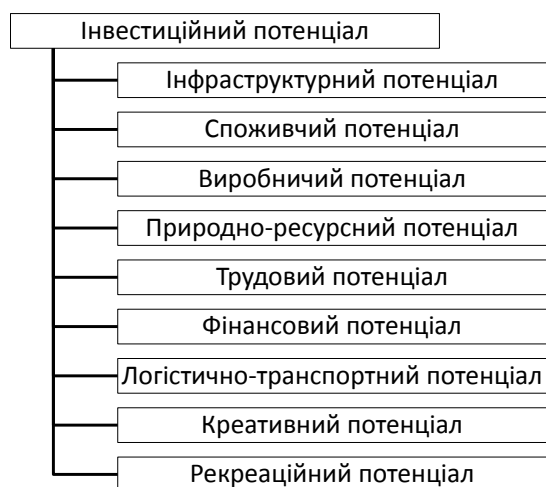 Інвестиційний потенціал
Інфраструктурний потенціал
Споживчий потенціал
Виробничий потенціал
Природно-ресурсний потенціал
Трудовий потенціал
Фінансовий потенціал
Логістично-транспортний потенціал
Креативний потенціал
Рекреаційний потенціал